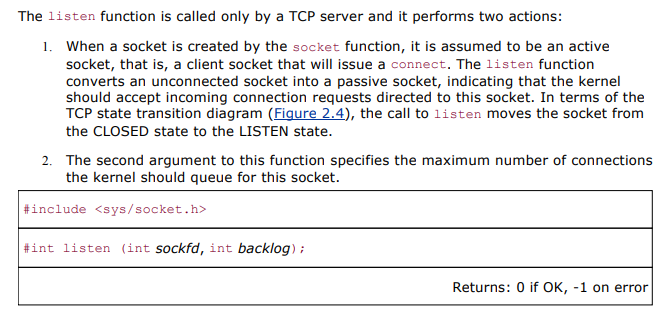 The listen function is called only by a TCP server and it performs two actions:
1. When a socket is created by the socket function, it is assumed to be an active
socket, that is, a client socket that will issue a connect. The listen function
converts an unconnected socket into a passive socket, indicating that the kernel
should accept incoming connection requests directed to this socket. In terms of the
TCP state transition diagram (Figure 2.4), the call to listen moves the socket from
the CLOSED state to the LISTEN state.
2. The second argument to this function specifies the maximum number of connections
the kernel should queue for this socket.
#include <sys/socket.h>
#int listen (int sockfd, int backlog);
Returns: 0 if OK, -1 on error